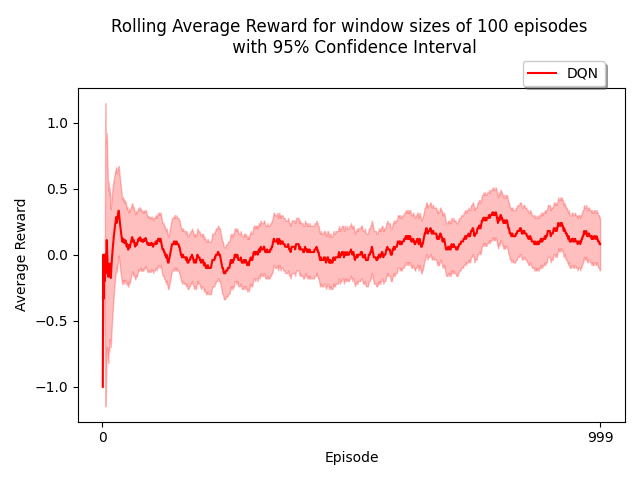 Rolling Average Reward for window sizes of 100 episodes
with 95% Confidence Interval
DQN
1.0
0.5
0.0
−0.5
−1.0
Average Reward
0
999
Episode